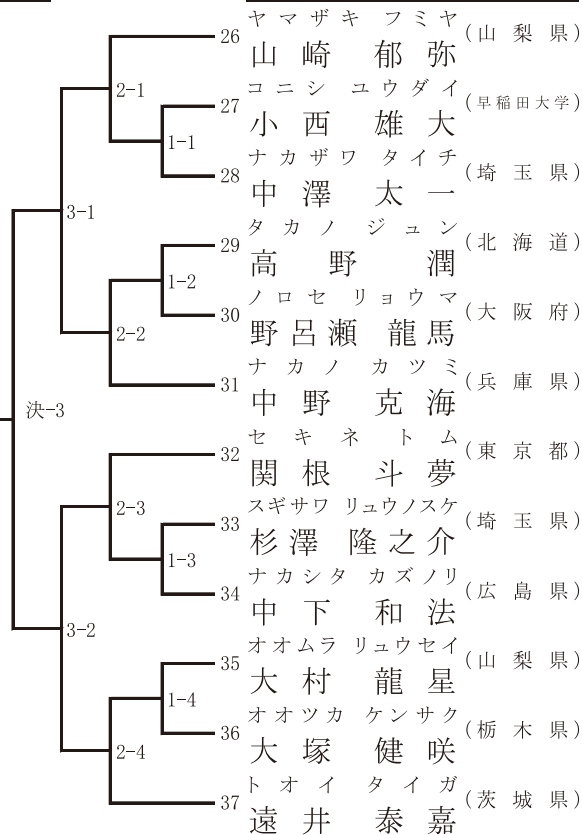 ヤマザキ フミヤ
26 山崎 郁弥 (山梨県)
2-1
コニシ ユウダイ
27 小西 雄大 (早稲田大学)
1-1
ナカザワ タイチ
28 中澤 太一 (埼玉県)
3-1
タカノ ジュン
29 高野 潤 (北海道)
1-2
ノロセ リョウマ
30 野呂瀬 龍馬 (大阪府)
2-2
ナカノ カツミ
31 中野 克海 (兵庫県)
決-3
セキネ トム
32 関根 斗夢 (東京都)
2-3
スギサワ リュウノスケ
33 杉澤 隆之介 (埼玉県)
1-3
ナカシタ カズノリ
34 中下 和法 (広島県)
3-2
オオムラ リュウセイ
35 大村 龍星 (山梨県)
1-4
オオツカ ケンサク
36 大塚 健咲 (栃木県)
2-4
トオイ タイガ
37 遠井 泰嘉 (茨城県)